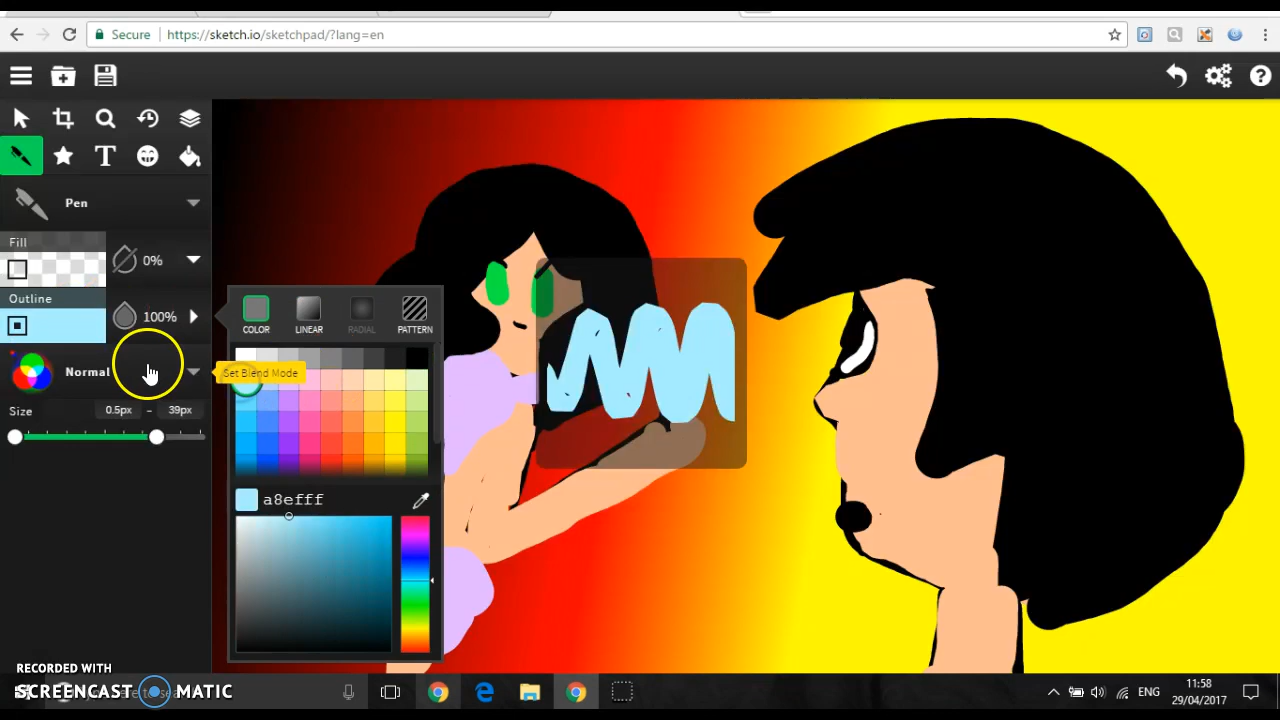 Secure
https://sketch.io/sketchpad/?lang=en
T
Pen
Fill
0%
Outline
100%
COLOR
LINEAR
RADIAL
PATTERN
Normal
Set Blend Mode
Size
0.5px
-
39px
a8efff
RECORDED WITH
SCREENCAST MATIC
ENG
11:58
29/04/2017